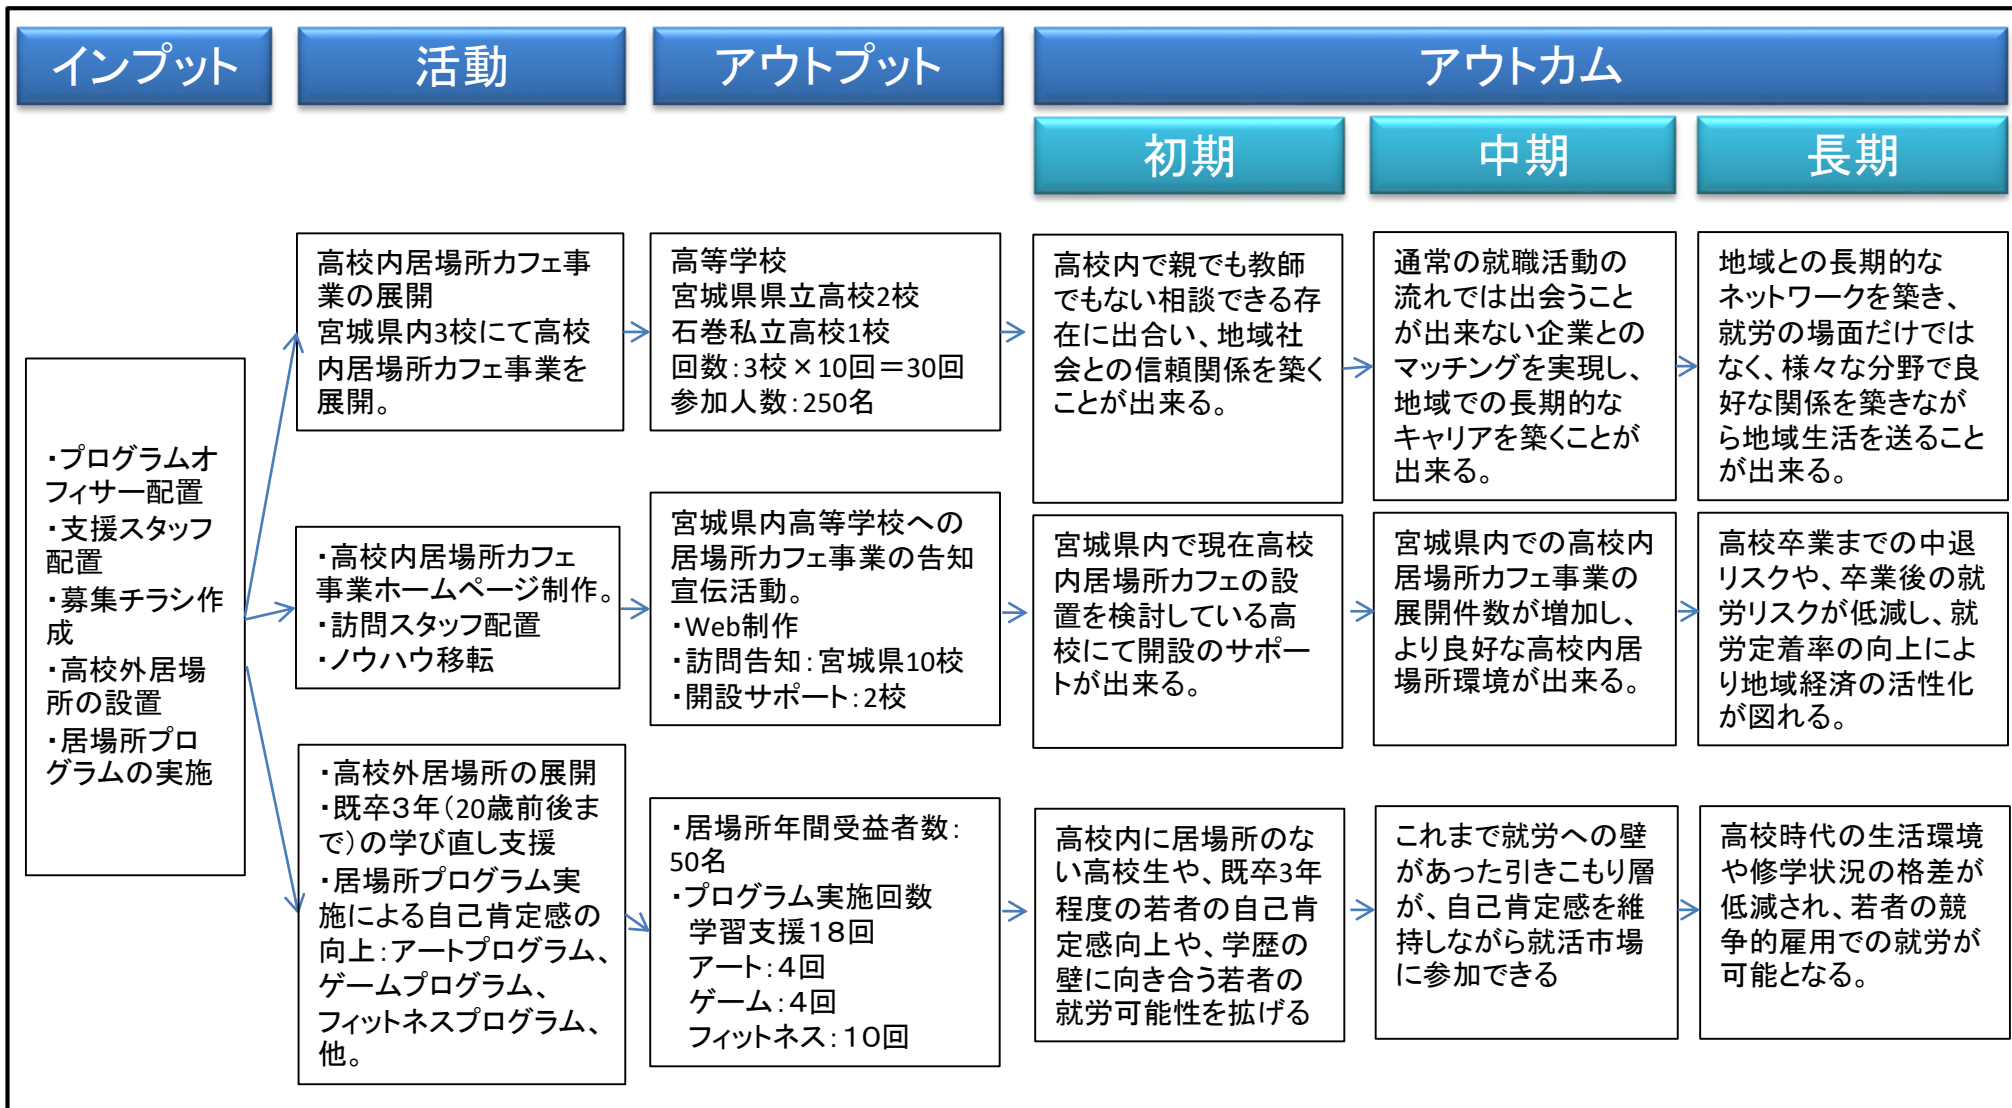 インプット
活動
アウトプット
アウトカム
初期
中期
長期
・プログラムオ
フィサー配置
・支援スタッフ
配置
・募集チラシ作
成
・高校外居場
所の設置
・居場所プロ
グラムの実施
高校内居場所カフェ事
業の展開
宮城県内3校にて高校
内居場所カフェ事業を
展開。
高等学校
宮城県県立高校2校
石巻私立高校1校
回数：3校×10回＝30回
参加人数：250名
高校内で親でも教師
でもない相談できる存
在に出合い、地域社
会との信頼関係を築く
ことが出来る。
通常の就職活動の
流れでは出会うこと
が出来ない企業との
マッチングを実現し、
地域での長期的な
キャリアを築くことが
出来る。
地域との長期的な
ネットワークを築き、
就労の場面だけでは
なく、様々な分野で良
好な関係を築きなが
ら地域生活を送ること
が出来る。
・高校内居場所カフェ
事業ホームページ制作。
・訪問スタッフ配置
・ノウハウ移転
宮城県内高等学校への
居場所カフェ事業の告知
宣伝活動。
・Web制作
・訪問告知：宮城県10校
・開設サポート：2校
宮城県内で現在高校
内居場所カフェの設
置を検討している高
校にて開設のサポー
トが出来る。
宮城県内での高校内
居場所カフェ事業の
展開件数が増加し、
より良好な高校内居
場所環境が出来る。
高校卒業までの中退
リスクや、卒業後の就
労リスクが低減し、就
労定着率の向上によ
り地域経済の活性化
が図れる。
・高校外居場所の展開
・既卒３年（20歳前後ま
で）の学び直し支援
・居場所プログラム実
施による自己肯定感の
向上：アートプログラム、
ゲームプログラム、
フィットネスプログラム、
他。
・居場所年間受益者数：
50名
・プログラム実施回数
学習支援１８回
アート：４回
ゲーム：４回
フィットネス：１０回
高校内に居場所のな
い高校生や、既卒3年
程度の若者の自己肯
定感向上や、学歴の
壁に向き合う若者の
就労可能性を拡げる
これまで就労への壁
があった引きこもり層
が、自己肯定感を維
持しながら就活市場
に参加できる
高校時代の生活環境
や修学状況の格差が
低減され、若者の競
争的雇用での就労が
可能となる。